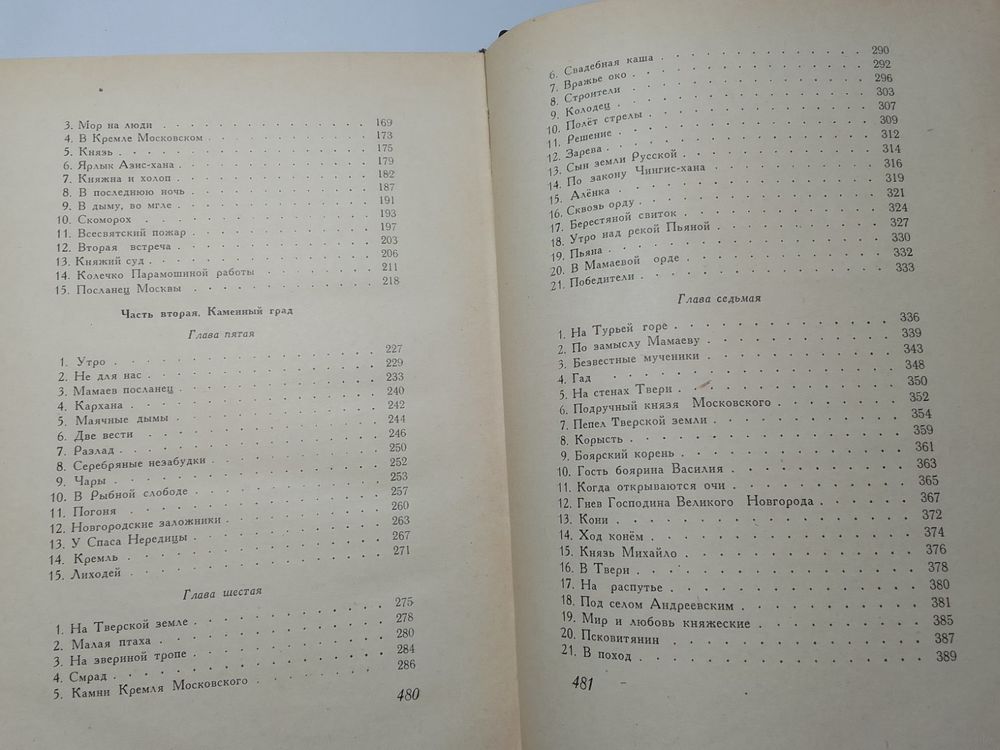 3. Мор на люди . . . . . . . . . . 169
4. В Кремле Московском . . . . . . . . . . 173
5. Князь . . . . . . . . . . 175
6. Ярлык Азис-хана . . . . . . . . . . 179
7. Княжна и холоп . . . . . . . . . . 182
8. В последнюю ночь . . . . . . . . . . 187
9. В дыму, во мгле . . . . . . . . . . 191
10. Скоморох . . . . . . . . . . 193
11. Всесвятский пожар . . . . . . . . . . 197
12. Вторая встреча . . . . . . . . . . 203
13. Княжий суд . . . . . . . . . . 206
14. Колечко Парамошиной работы . . . . . . . . . . 211
15. Посланец Москвы . . . . . . . . . . 218
Часть вторая. Каменный град
Глава пятая
1. Утро . . . . . . . . . . 227
2. Не для нас . . . . . . . . . . 229
3. Мамаев посланец . . . . . . . . . . 233
4. Кархана . . . . . . . . . . 240
5. Маячные дымы . . . . . . . . . . 242
6. Две вести . . . . . . . . . . 244
7. Разлад . . . . . . . . . . 246
8. Серебряные незабудки . . . . . . . . . . 250
9. Чары . . . . . . . . . . 252
10. В Рыбной слободе . . . . . . . . . . 253
11. Погоня . . . . . . . . . . 257
12. Новгородские заложники . . . . . . . . . . 260
13. У Спаса Нередицы . . . . . . . . . . 263
14. Кремль . . . . . . . . . . 267
15. Лиходей . . . . . . . . . . 271
Глава шестая
1. На Тверской земле . . . . . . . . . . 275
2. Малая птаха . . . . . . . . . . 278
3. На звериной тропе . . . . . . . . . . 280
4. Смрад . . . . . . . . . . 284
5. Камни Кремля Московского . . . . . . . . . . 286
480
6. Свадебная каша . . . . . . . . . . 290
7. Вражье око . . . . . . . . . . 292
8. Строители . . . . . . . . . . 296
9. Колодец . . . . . . . . . . 303
10. Полёт стрелы . . . . . . . . . . 307
11. Решение . . . . . . . . . . 309
12. Зарева . . . . . . . . . . 312
13. Сын земли Русской . . . . . . . . . . 314
14. По закону Чингис-хана . . . . . . . . . . 316
15. Алёнка . . . . . . . . . . 319
16. Сквозь орду . . . . . . . . . . 321
17. Берестяной свиток . . . . . . . . . . 324
18. Утро над рекой Пьяной . . . . . . . . . . 327
19. Пьяна . . . . . . . . . . 330
20. В Мамаевой орде . . . . . . . . . . 332
21. Победители . . . . . . . . . . 333
Глава седьмая
1. На Турьей горе . . . . . . . . . . 336
2. По замыслу Мамаеву . . . . . . . . . . 339
3. Безвестные мученики . . . . . . . . . . 343
4. Гад . . . . . . . . . . 348
5. На стенах Твери . . . . . . . . . . 350
6. Подручный князя Московского . . . . . . . . . . 352
7. Пепел Тверской земли . . . . . . . . . . 354
8. Корысть . . . . . . . . . . 359
9. Боярский корень . . . . . . . . . . 361
10. Гость боярина Василия . . . . . . . . . . 363
11. Когда открываются очи . . . . . . . . . . 365
12. Гнев Господина Великого Новгорода . . . . . . . . . . 367
13. Кони . . . . . . . . . . 372
14. Ход конём . . . . . . . . . . 374
15. Князь Михайло . . . . . . . . . . 376
16. В Твери . . . . . . . . . . 378
17. На распутье . . . . . . . . . . 380
18. Под селом Андреевским . . . . . . . . . . 381
19. Мир и любовь княжеские . . . . . . . . . . 385
20. Псковитянин . . . . . . . . . . 387
21. В поход . . . . . . . . . . 389
481